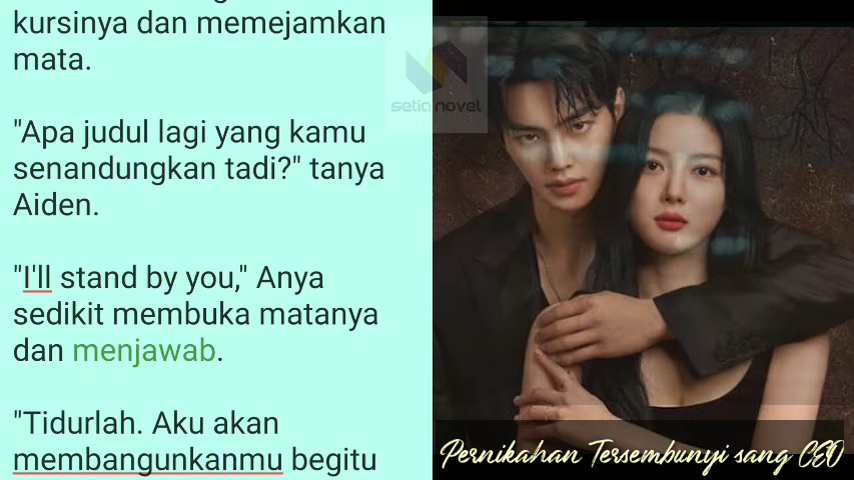 kursinya dan memejamkan
mata.
"Apa judul lagi yang kamu
senandungkan tadi?" tanya
Aiden.
"I'll stand by you," Anya
sedikit membuka matanya
dan menjawab.
"Tidurlah. Aku akan
membangunkanmu begitu
setia novel
Pernikahan Tersembunyi sang CEO